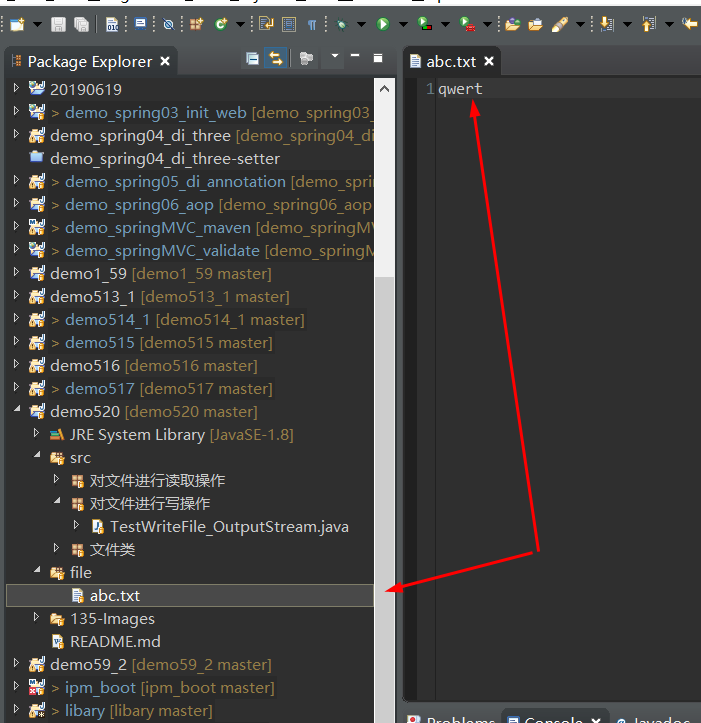 Package Explorer
20190619
> demo_spring03_init_web [demo_spring03_
demo_spring04_di_three [demo_spring04_di
demo_spring04_di_three-setter
> demo_spring05_di_annotation [demo_spri
> demo_spring06_aop [demo_spring06_aop
> demo_springMVC_maven [demo_springMV
> demo_springMVC_validate [demo_springM
demo1_59 [demo1_59 master]
demo513_1 [demo513_1 master]
> demo514_1 [demo514_1 master]
> demo515 [demo515 master]
demo516 [demo516 master]
> demo517 [demo517 master]
demo520 [demo520 master]
JRE System Library [JavaSE-1.8]
src
对文件进行读取操作
对文件进行写操作
TestWriteFile_OutputStream.java
文件类
file
abc.txt
135-Images
README.md
demo59_2 [demo59_2 master]
> ipm_boot [ipm_boot master]
> libary [libary master]
abc.txt
1 qwert
Problems Console Javadoc